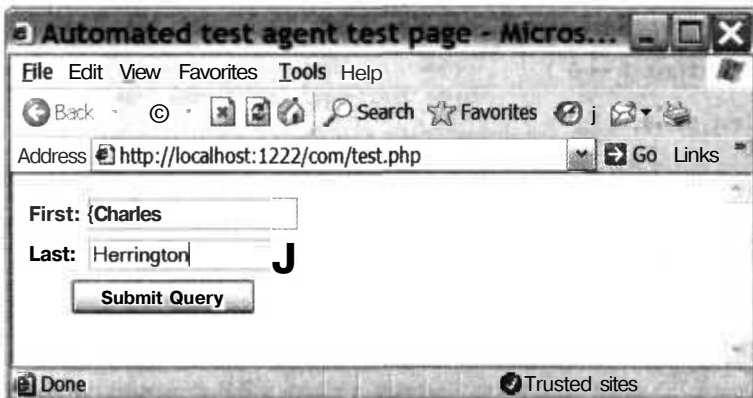 Automated test agent test page - Micros...
File Edit View Favorites Tools Help
Back © Search Favorites j
Address http://localhost:1222/com/test.php Go Links »
First: {Charles
Last: Herrington J
Submit Query
Done Trusted sites